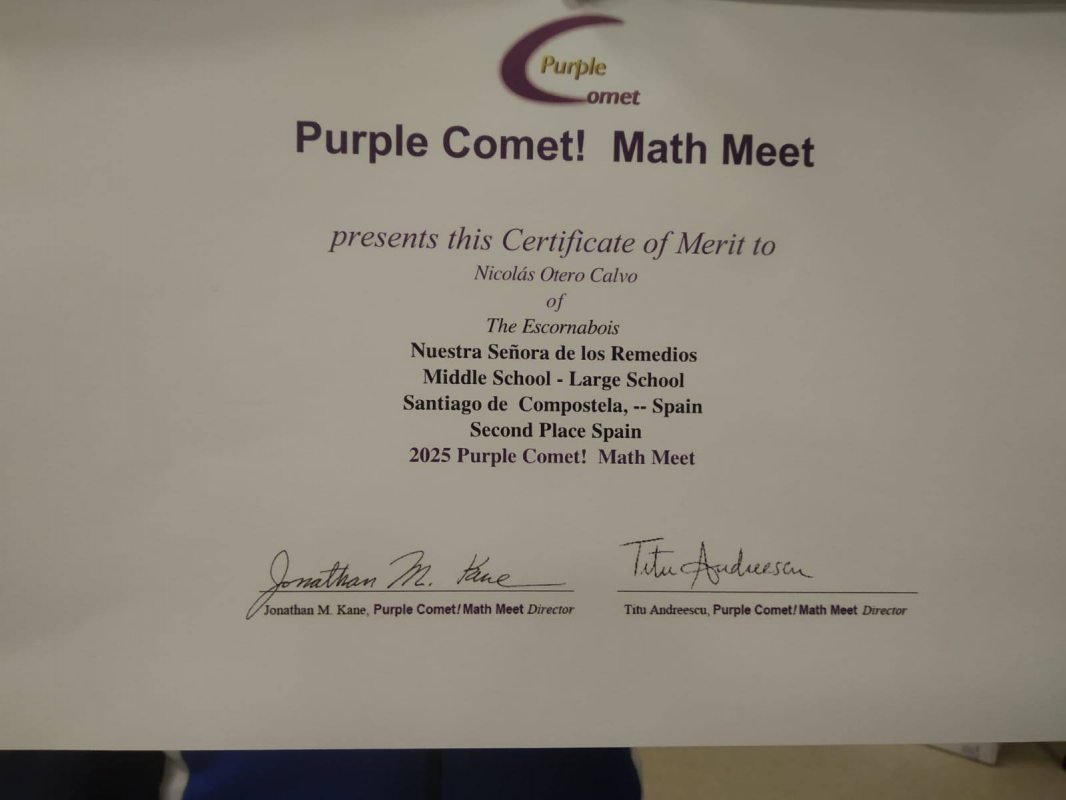 Purple
Comet
Purple Comet!  Math Meet
presents this Certificate of Merit to
Nicolás Otero Calvo
of
The Escornabois
Nuestra Señora de los Remedios
Middle School - Large School
Santiago de  Compostela, -- Spain
Second Place Spain
2025 Purple Comet!  Math Meet
Jonathan M. Kane
Titu Andreescu
Jonathan M. Kane, Purple Comet! Math Meet Director
Titu Andreescu, Purple Comet! Math Meet Director